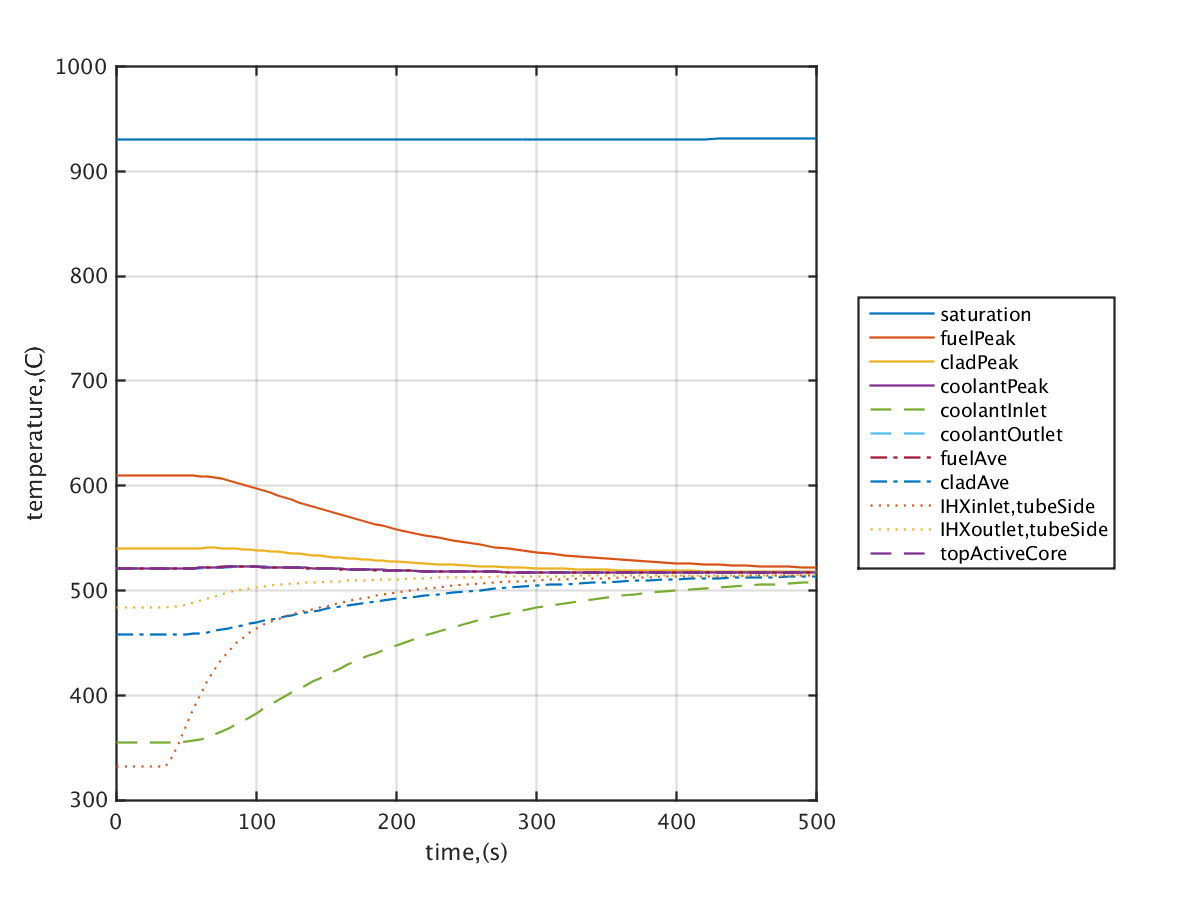 1000
900
800
700
600
500
400
300
0 100 200 300 400 500
temperature,(C)
time,(s)
saturation
fuelPeak
cladPeak
coolantPeak
coolantInlet
coolantOutlet
fuelAve
cladAve
IHXinlet,tubeSide
IHXoutlet,tubeSide
topActiveCore